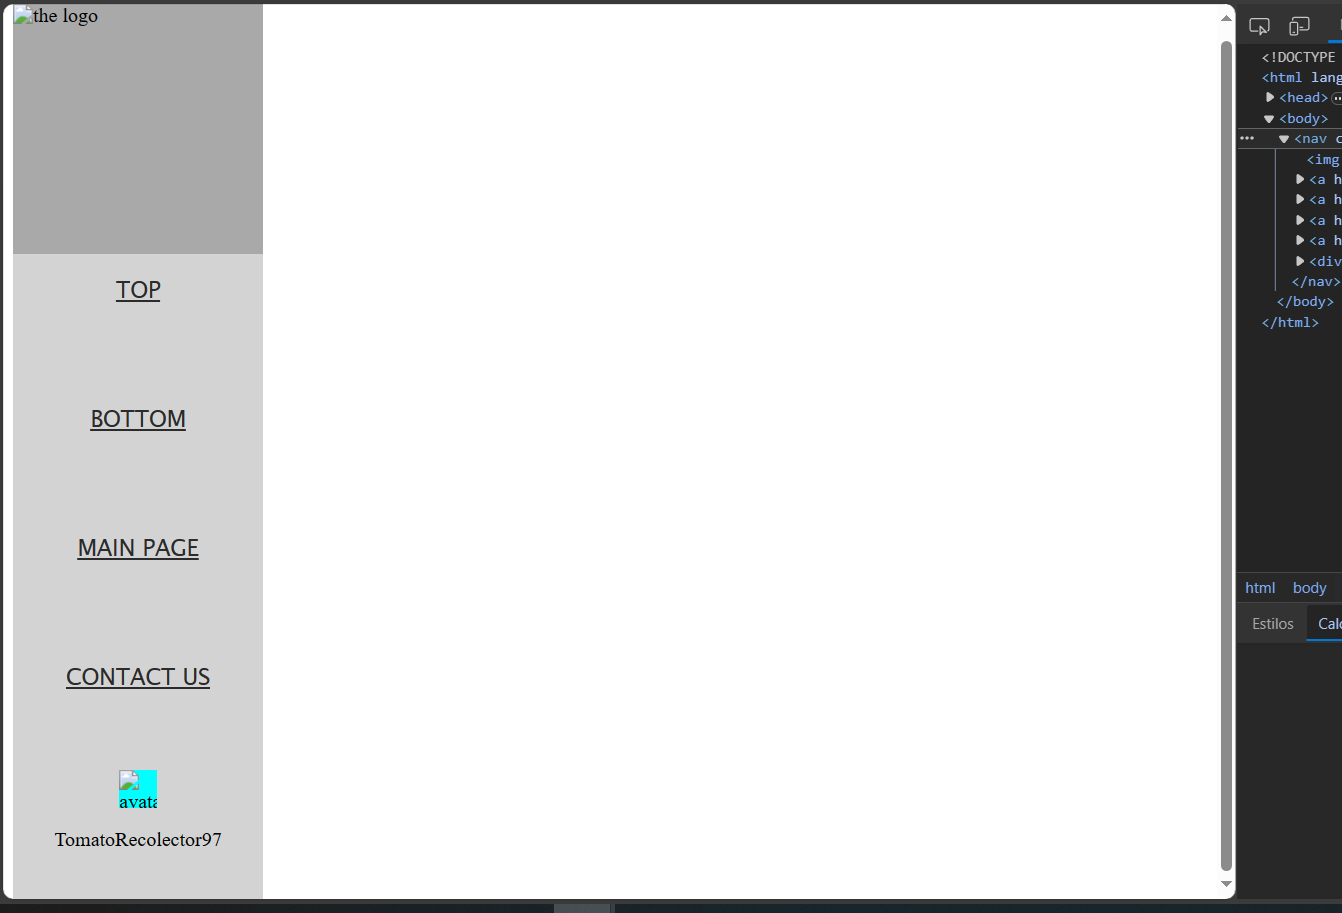 the logo
TOP
BOTTOM
MAIN PAGE
CONTACT US
avata
TomatoRecolector97
<!DOCTYPE
<html lang
<head>
<body>
<nav c
<img
<a h
<a h
<a h
<a h
<div
</nav>
</body>
</html>
html body
Estilos Calc